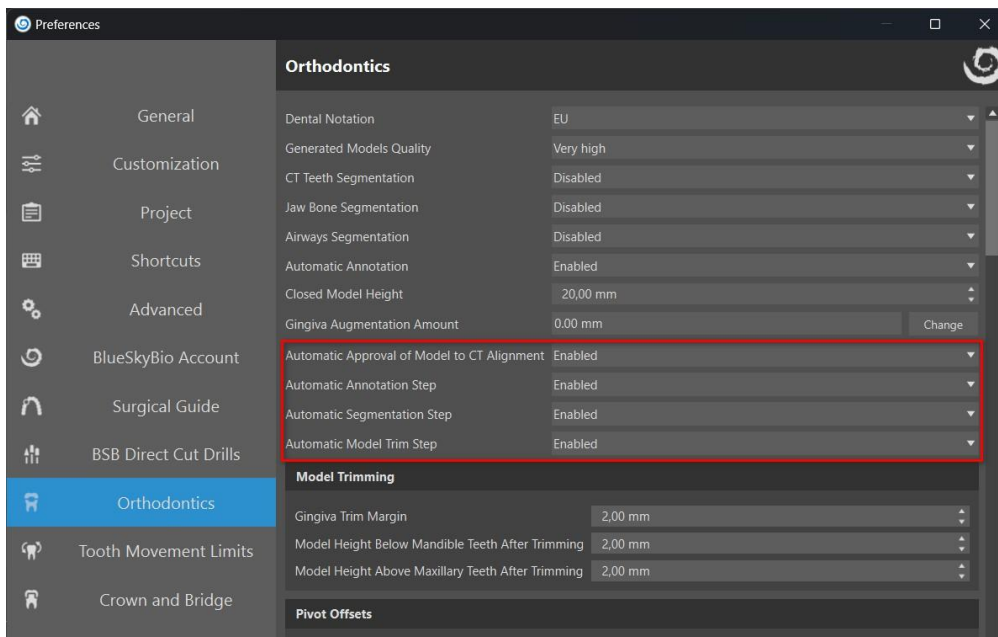 Preferences
Orthodontics
General
Customization
Project
Shortcuts
Advanced
BlueSkyBio Account
Surgical Guide
BSB Direct Cut Drills
Orthodontics
Tooth Movement Limits
Crown and Bridge
Dental Notation EU
Generated Models Quality Very high
CT Teeth Segmentation Disabled
Jaw Bone Segmentation Disabled
Airways Segmentation Disabled
Automatic Annotation Enabled
Closed Model Height 20,00 mm
Gingiva Augmentation Amount 0.00 mm Change
Automatic Approval of Model to CT Alignment Enabled
Automatic Annotation Step Enabled
Automatic Segmentation Step Enabled
Automatic Model Trim Step Enabled
Model Trimming
Gingiva Trim Margin 2,00 mm
Model Height Below Mandible Teeth After Trimming 2,00 mm
Model Height Above Maxillary Teeth After Trimming 2,00 mm
Pivot Offsets